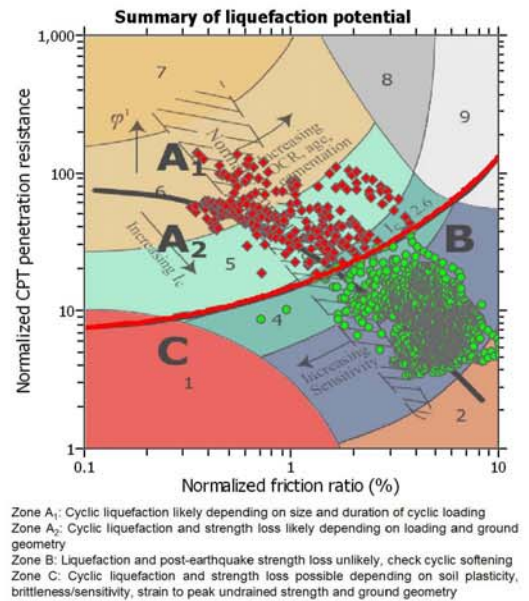 Summary of liquefaction potential
1,000
7
8
9
φ'
Increasing
OCR, age,
cementation
A1
100
6
A2
Increasing Ic
5
2.6
B
10
4
C
1
Increasing
Sensitivity
2
1
0.1
1
10
Normalized CPT penetration resistance
Normalized friction ratio (%)
Zone A1: Cyclic liquefaction likely depending on size and duration of cyclic loading
Zone A2: Cyclic liquefaction and strength loss likely depending on loading and ground
geometry
Zone B: Liquefaction and post-earthquake strength loss unlikely, check cyclic softening
Zone C: Cyclic liquefaction and strength loss possible depending on soil plasticity,
brittleness/sensitivity, strain to peak undrained strength and ground geometry